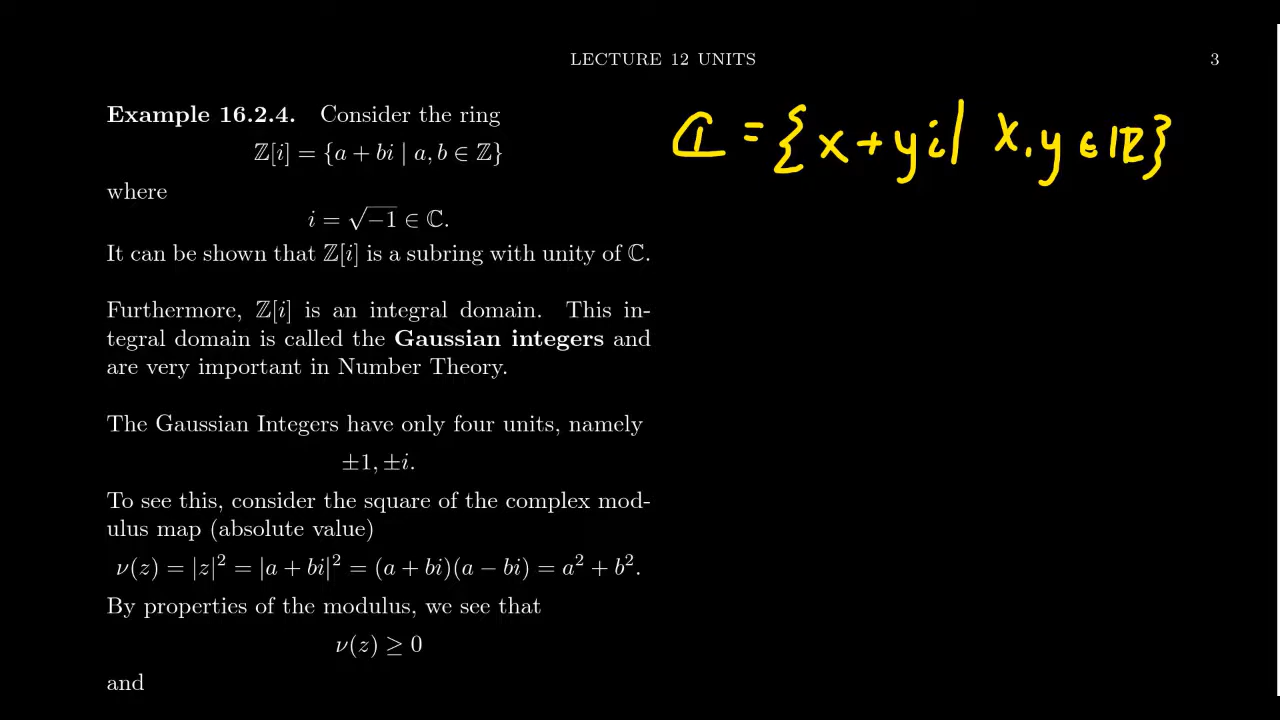 LECTURE 12 UNITS
3
Example 16.2.4. Consider the ring
ℤ[i] = {a + bi | a, b ∈ ℤ}
where
i = √−1 ∈ ℂ.
It can be shown that ℤ[i] is a subring with unity of ℂ.
Furthermore, ℤ[i] is an integral domain. This in-
tegral domain is called the Gaussian integers and
are very important in Number Theory.
The Gaussian Integers have only four units, namely
±1, ±i.
To see this, consider the square of the complex mod-
ulus map (absolute value)
ν(z) = |z|² = |a + bi|² = (a + bi)(a − bi) = a² + b².
By properties of the modulus, we see that
ν(z) ≥ 0
and
ℂ = {x + yi | x, y ∈ ℝ}